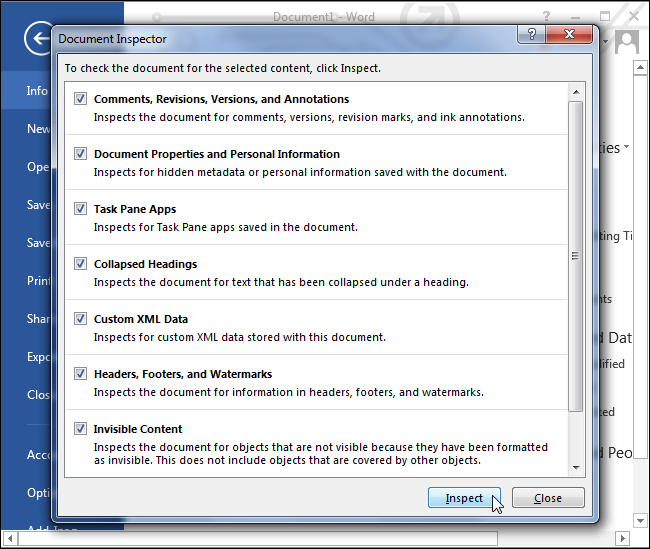 Document1 - Word
Document Inspector
To check the document for the selected content, click Inspect.
Comments, Revisions, Versions, and Annotations
Inspects the document for comments, versions, revision marks, and ink annotations.
Document Properties and Personal Information
Inspects for hidden metadata or personal information saved with the document.
Task Pane Apps
Inspects for Task Pane apps saved in the document.
Collapsed Headings
Inspects the document for text that has been collapsed under a heading.
Custom XML Data
Inspects for custom XML data stored with this document.
Headers, Footers, and Watermarks
Inspects the document for information in headers, footers, and watermarks.
Invisible Content
Inspects the document for objects that are not visible because they have been formatted
as invisible. This does not include objects that are covered by other objects.
Inspect
Close
Info
New
Ope
Save
Save
Print
Shar
Expo
Clos
Acco
Opti
ties
ting Ti
nts
d Dat
dified
ted
d Peo